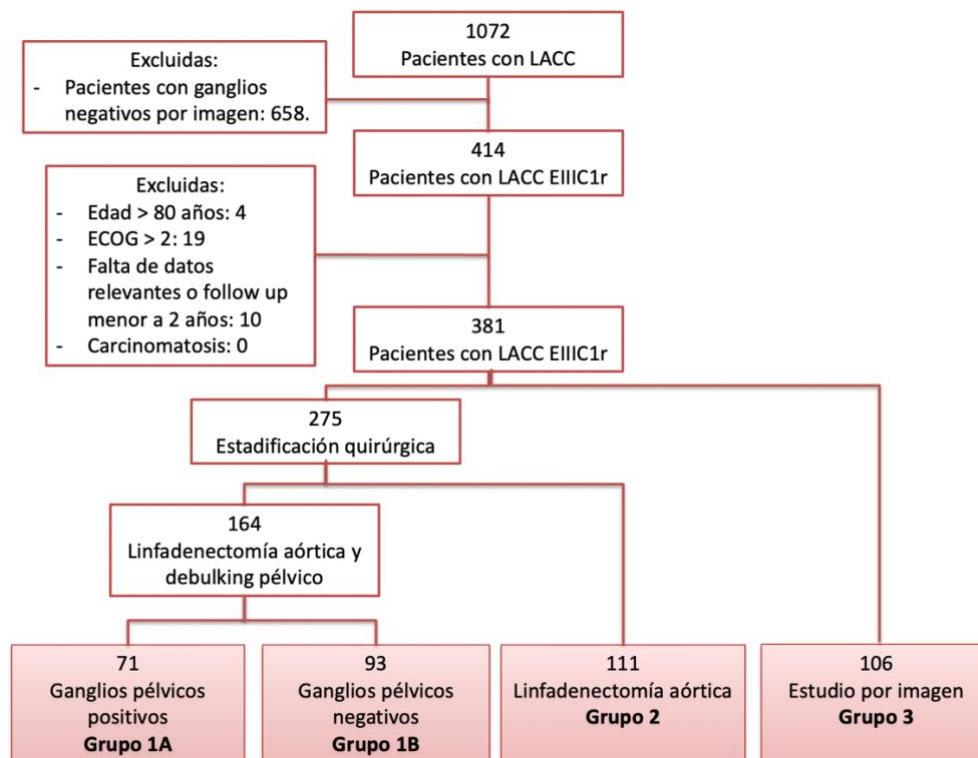 1072
Pacientes con LACC
Excluidas:
- Pacientes con ganglios
negativos por imagen: 658.
414
Pacientes con LACC EIIIC1r
Excluidas:
- Edad > 80 años: 4
- ECOG > 2: 19
- Falta de datos
relevantes o follow up
menor a 2 años: 10
- Carcinomatosis: 0
381
Pacientes con LACC EIIIC1r
275
Estadificación quirúrgica
164
Linfadenectomía aórtica y
debulking pélvico
71
Ganglios pélvicos
positivos
Grupo 1A
93
Ganglios pélvicos
negativos
Grupo 1B
111
Linfadenectomía aórtica
Grupo 2
106
Estudio por imagen
Grupo 3